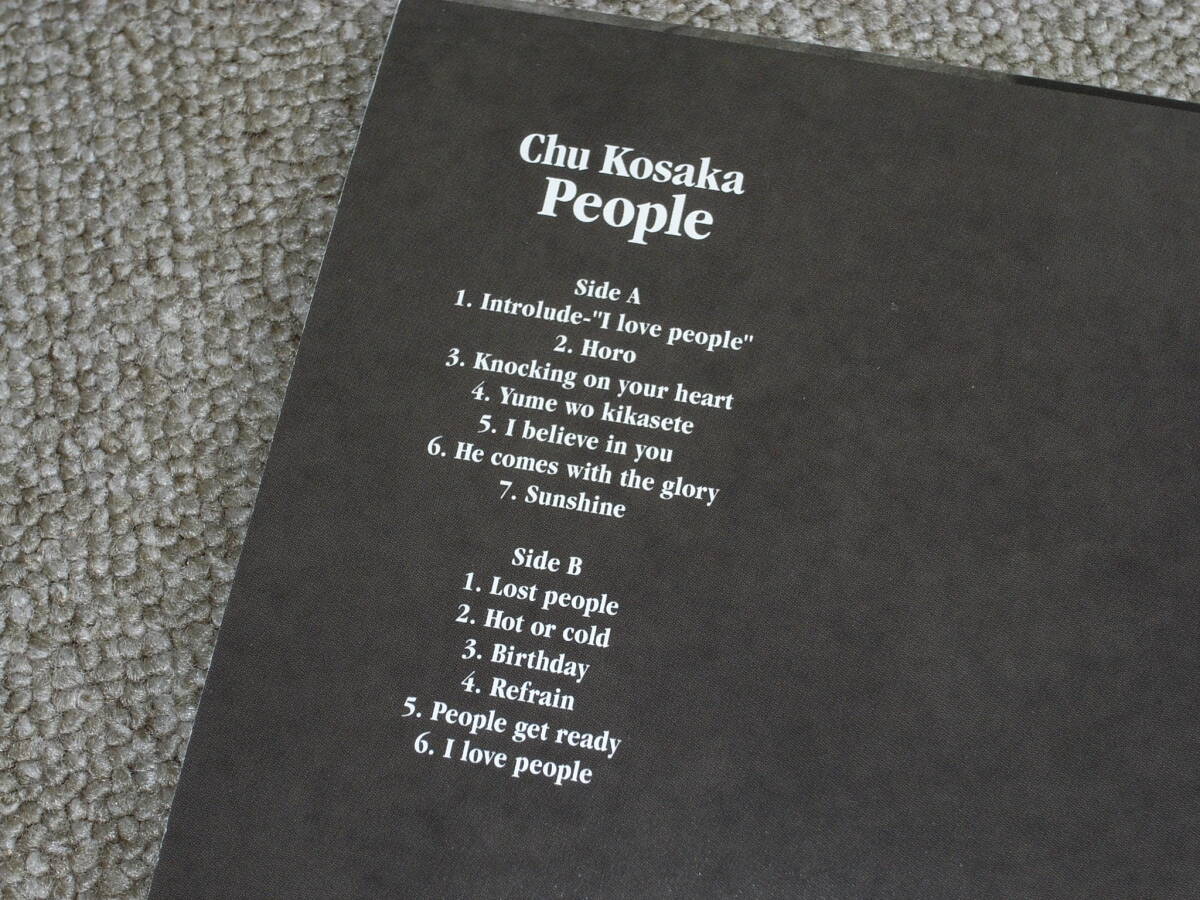 Chu Kosaka
People
Side A
1. Introlude-"I love people"
2. Horo
3. Knocking on your heart
4. Yume wo kikasete
5. I believe in you
6. He comes with the glory
7. Sunshine
Side B
1. Lost people
2. Hot or cold
3. Birthday
4. Refrain
5. People get ready
6. I love people